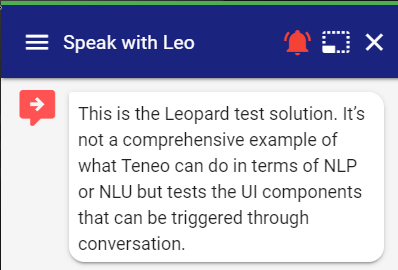 Speak with Leo
This is the Leopard test solution. It’s
not a comprehensive example of
what Teneo can do in terms of NLP
or NLU but tests the UI components
that can be triggered through
conversation.